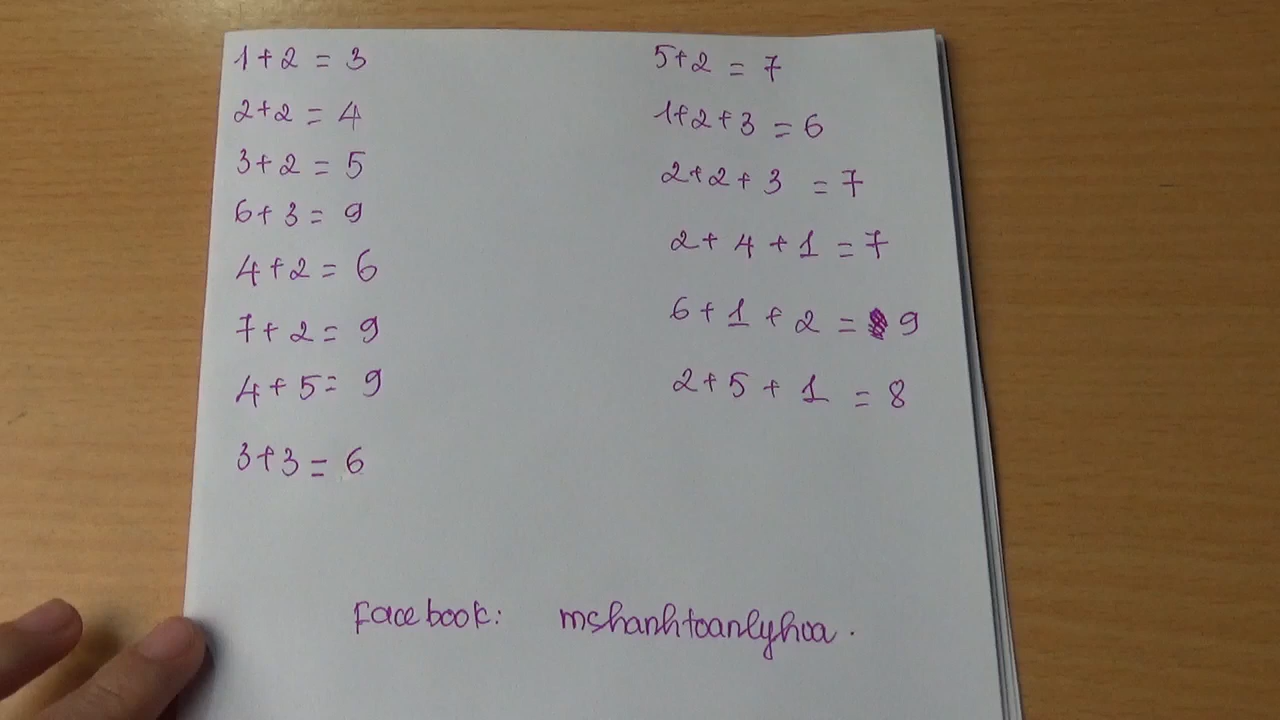 1+2 = 3
2+2 = 4
3+2 = 5
6+3 = 9
4+2 = 6
7+2 = 9
4+5 = 9
3+3 = 6
5+2 = 7
1+2+3 = 6
2+2+3 = 7
2+4+1 = 7
6+1+2 = 9
2+5+1 = 8
Facebook: mshanhtoanlyhoa.